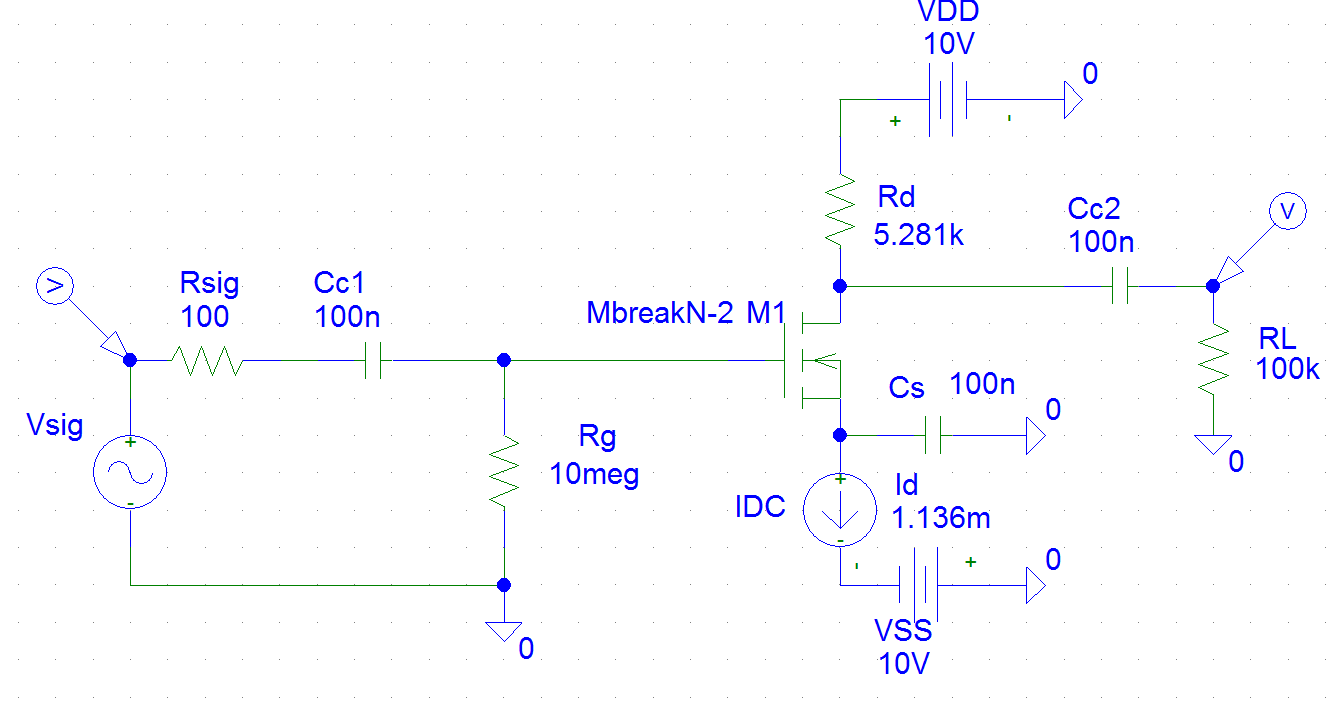 VDD
10V
0
+
-
Rd
5.281k
Cc2
100n
V
V
Rsig
100
Cc1
100n
MbreakN-2 M1
RL
100k
0
Cs 100n
0
Vsig
+
-
Rg
10meg
0
IDC
+
-
Id
1.136m
-
+
0
VSS
10V